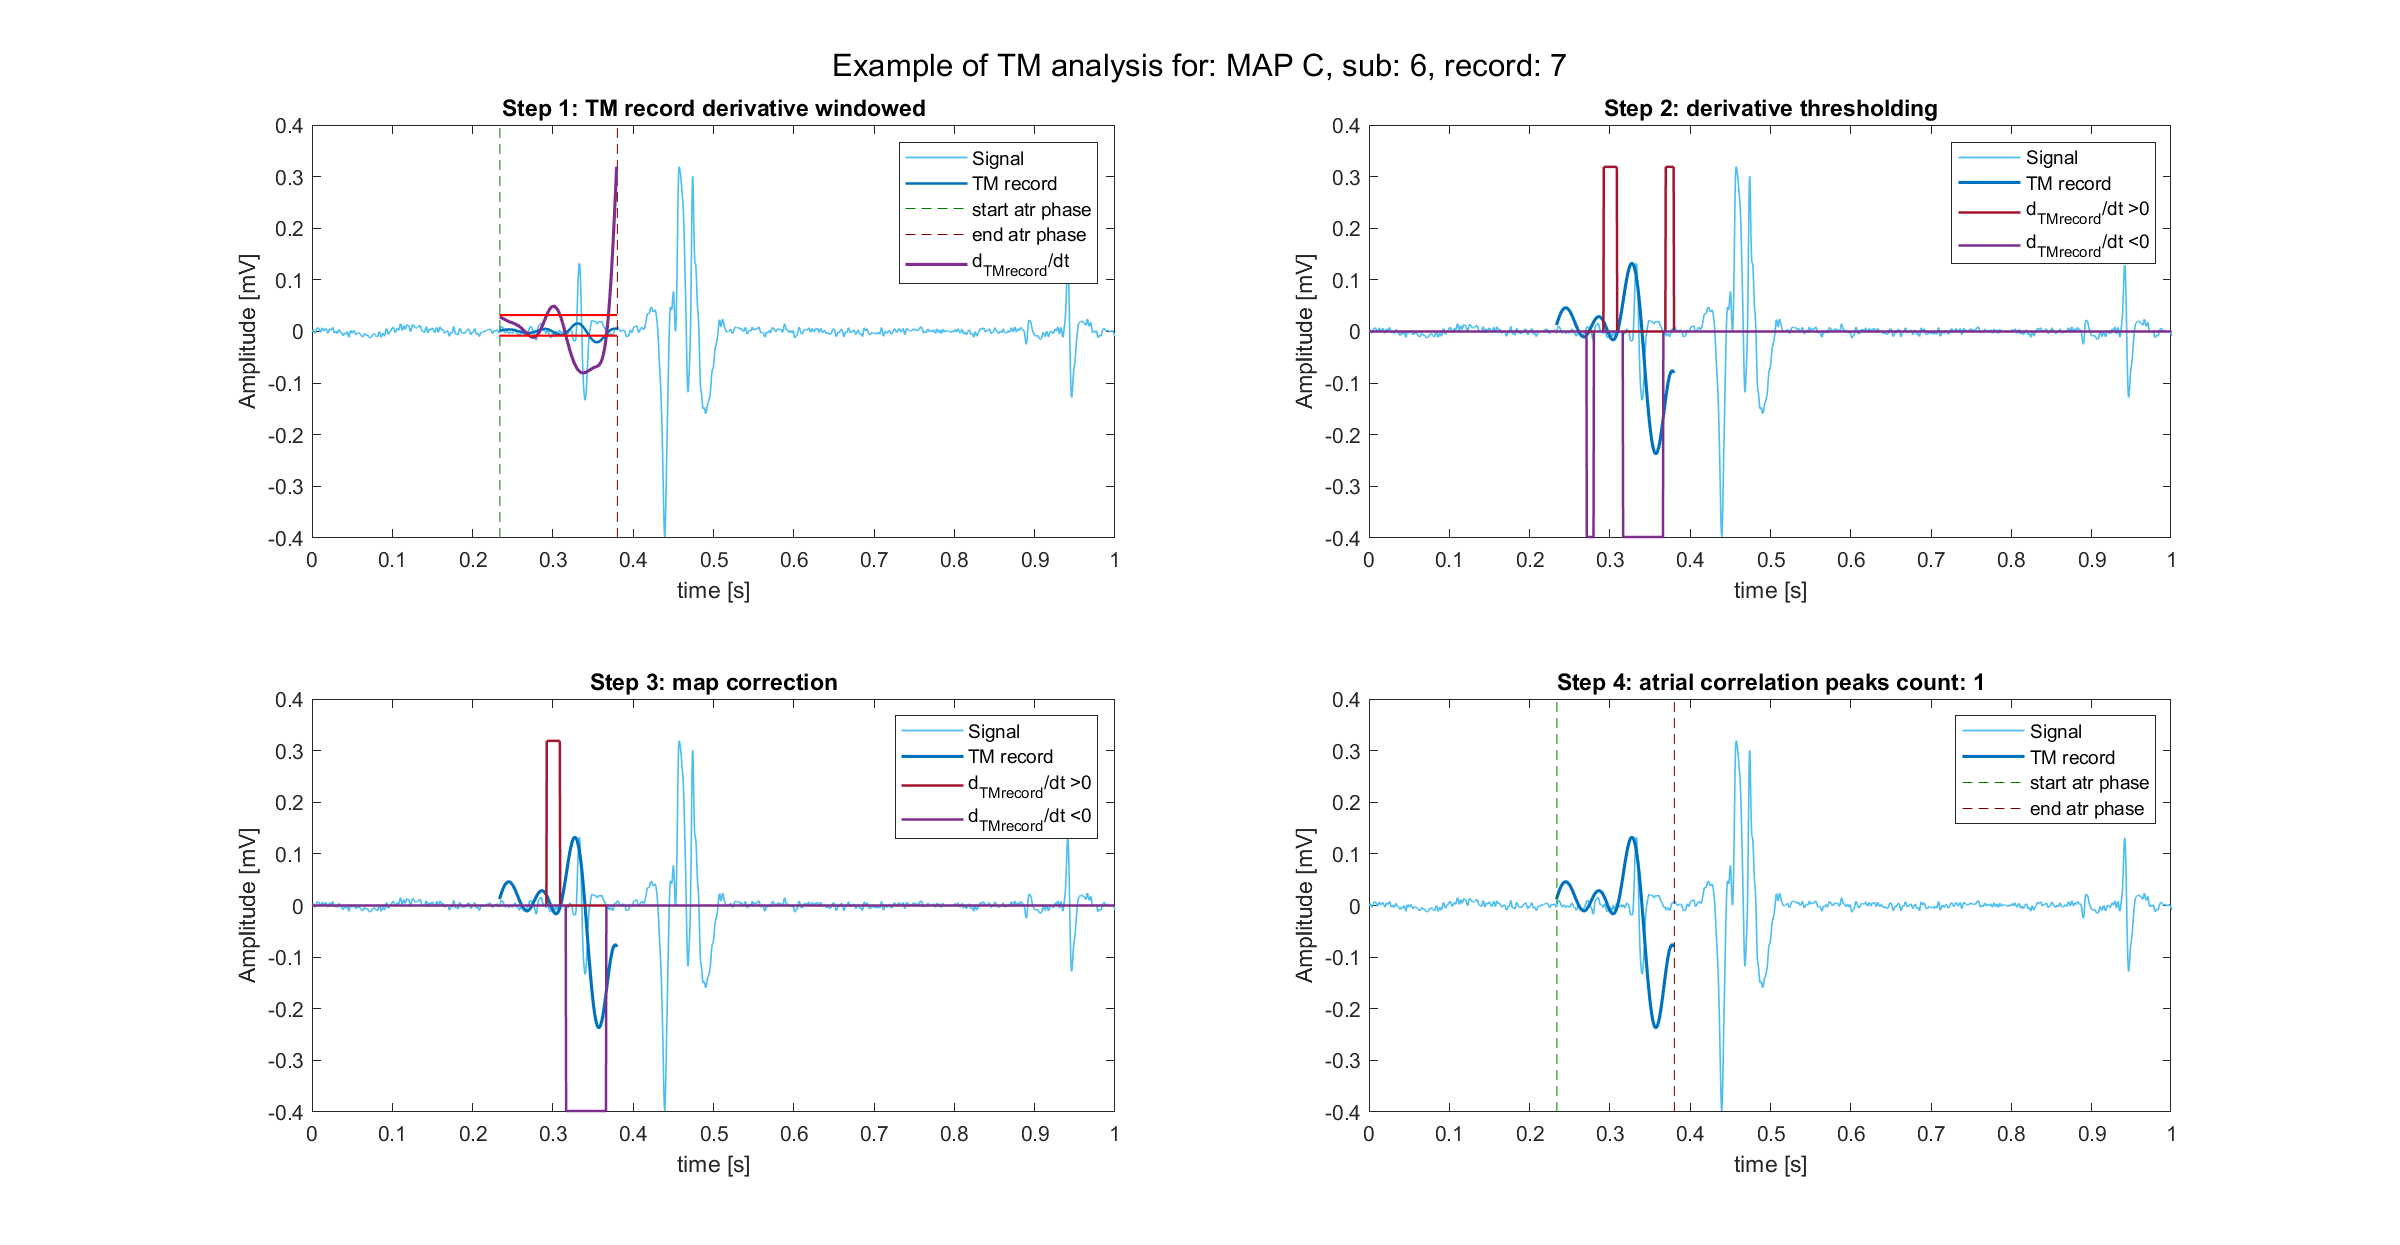 Example of TM analysis for: MAP C, sub: 6, record: 7
Step 1: TM record derivative windowed
0.4
0.3
0.2
0.1
0
-0.1
-0.2
-0.3
-0.4
Amplitude [mV]
Signal
TM record
start atr phase
end atr phase
dTMrecord/dt
0 0.1 0.2 0.3 0.4 0.5 0.6 0.7 0.8 0.9 1
time [s]
Step 2: derivative thresholding
0.4
0.3
0.2
0.1
0
-0.1
-0.2
-0.3
-0.4
Amplitude [mV]
Signal
TM record
dTMrecord/dt >0
dTMrecord/dt <0
0 0.1 0.2 0.3 0.4 0.5 0.6 0.7 0.8 0.9 1
time [s]
Step 3: map correction
0.4
0.3
0.2
0.1
0
-0.1
-0.2
-0.3
-0.4
Amplitude [mV]
Signal
TM record
dTMrecord/dt >0
dTMrecord/dt <0
0 0.1 0.2 0.3 0.4 0.5 0.6 0.7 0.8 0.9 1
time [s]
Step 4: atrial correlation peaks count: 1
0.4
0.3
0.2
0.1
0
-0.1
-0.2
-0.3
-0.4
Amplitude [mV]
Signal
TM record
start atr phase
end atr phase
0 0.1 0.2 0.3 0.4 0.5 0.6 0.7 0.8 0.9 1
time [s]